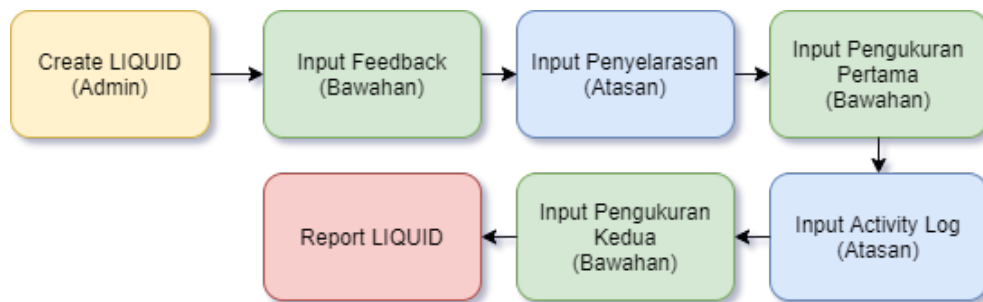 Create LIQUID
(Admin)
Input Feedback
(Bawahan)
Input Penyelarasan
(Atasan)
Input Pengukuran
Pertama
(Bawahan)
Input Activity Log
(Atasan)
Input Pengukuran
Kedua
(Bawahan)
Report LIQUID